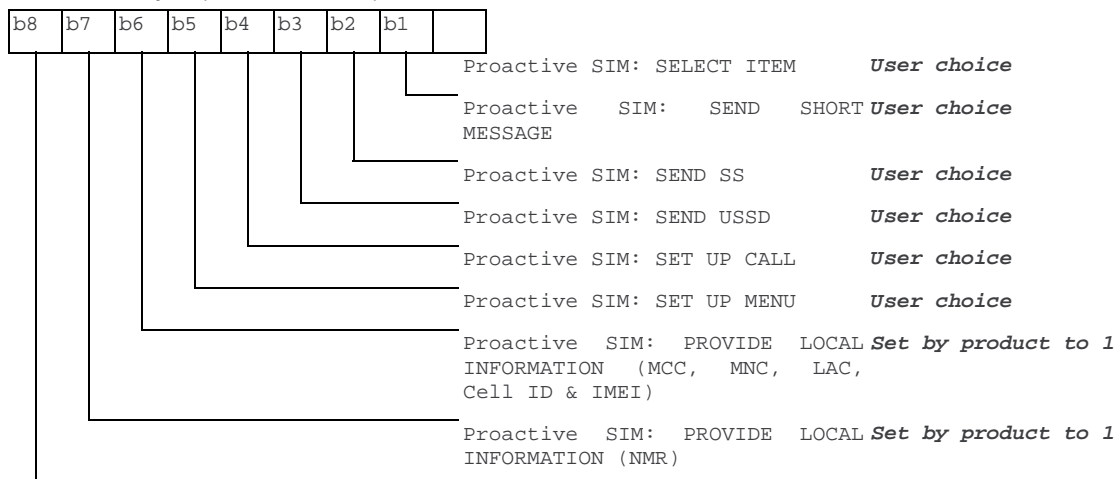 b8 b7 b6 b5 b4 b3 b2 b1
Proactive SIM: SELECT ITEM User choice
Proactive SIM: SEND SHORT User choice
MESSAGE
Proactive SIM: SEND SS User choice
Proactive SIM: SEND USSD User choice
Proactive SIM: SET UP CALL User choice
Proactive SIM: SET UP MENU User choice
Proactive SIM: PROVIDE LOCAL Set by product to 1
INFORMATION (MCC, MNC, LAC,
Cell ID & IMEI)
Proactive SIM: PROVIDE LOCAL Set by product to 1
INFORMATION (NMR)